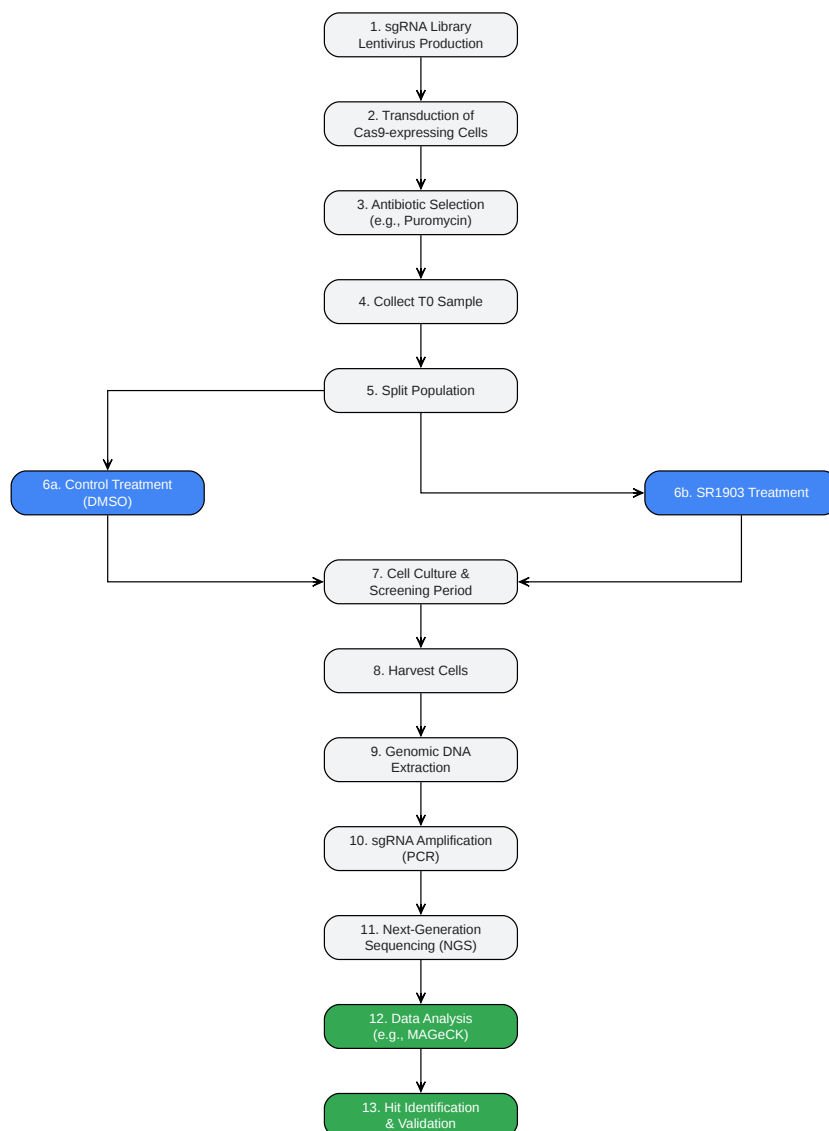 1. sgRNA Library
Lentivirus Production
2. Transduction of
Cas9-expressing Cells
3. Antibiotic Selection
(e.g., Puromycin)
4. Collect T0 Sample
5. Split Population
6a. Control Treatment
(DMSO)
6b. SR1903 Treatment
7. Cell Culture &
Screening Period
8. Harvest Cells
9. Genomic DNA
Extraction
10. sgRNA Amplification
(PCR)
11. Next-Generation
Sequencing (NGS)
12. Data Analysis
(e.g., MAGeCK)
13. Hit Identification
& Validation